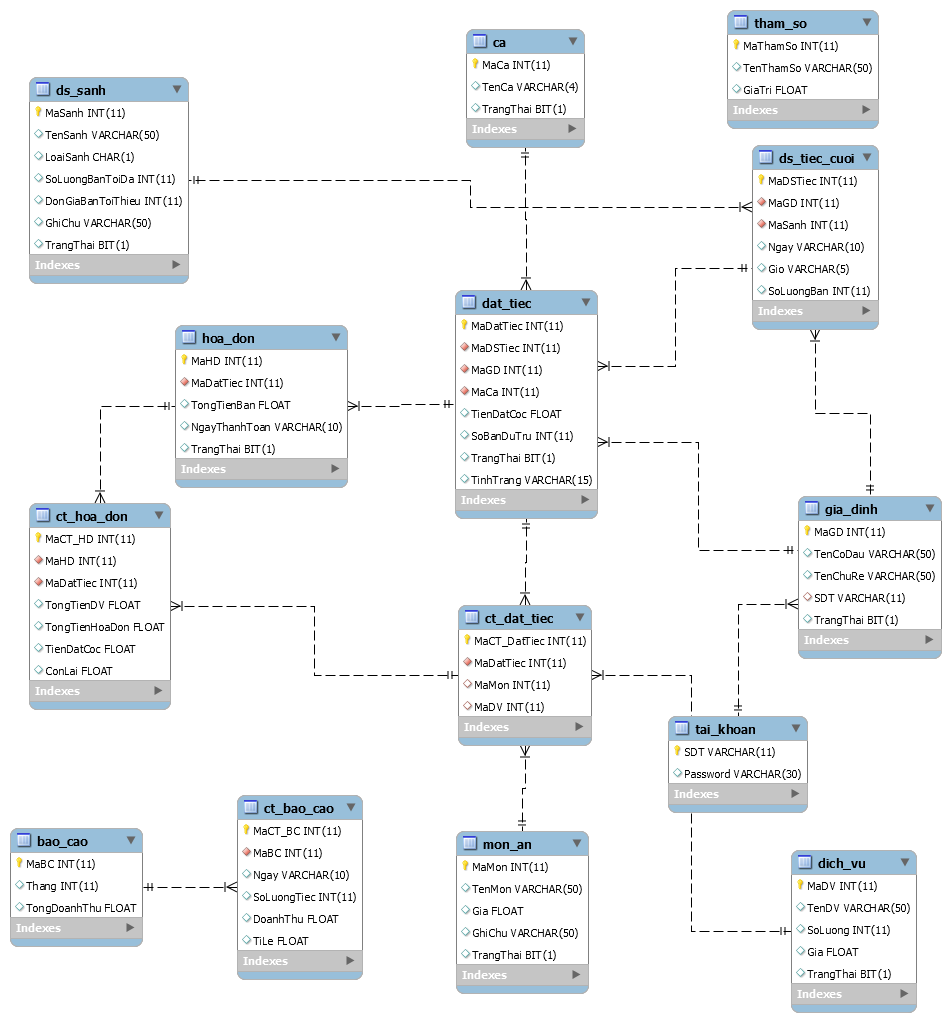 tham_so
MaThamSo INT(11)
TenThamSo VARCHAR(50)
GiaTri FLOAT
Indexes
ca
MaCa INT(11)
TenCa VARCHAR(4)
TrangThai BIT(1)
Indexes
ds_sanh
MaSanh INT(11)
TenSanh VARCHAR(50)
LoaiSanh CHAR(1)
SoLuongBanToiDa INT(11)
DonGiaBanToiThieu INT(11)
GhiChu VARCHAR(50)
TrangThai BIT(1)
Indexes
ds_tiec_cuoi
MaDSTiec INT(11)
MaGD INT(11)
MaSanh INT(11)
Ngay VARCHAR(10)
Gio VARCHAR(5)
SoLuongBan INT(11)
Indexes
dat_tiec
MaDatTiec INT(11)
MaDSTiec INT(11)
MaGD INT(11)
MaCa INT(11)
TienDatCoc FLOAT
SoBanDuTru INT(11)
TrangThai BIT(1)
TinhTrang VARCHAR(15)
Indexes
hoa_don
MaHD INT(11)
MaDatTiec INT(11)
TongTienBan FLOAT
NgayThanhToan VARCHAR(10)
TrangThai BIT(1)
Indexes
ct_hoa_don
MaCT_HD INT(11)
MaHD INT(11)
MaDatTiec INT(11)
TongTienDV FLOAT
TongTienHoaDon FLOAT
TienDatCoc FLOAT
ConLai FLOAT
Indexes
gia_dinh
MaGD INT(11)
TenCoDau VARCHAR(50)
TenChuRe VARCHAR(50)
SDT VARCHAR(11)
TrangThai BIT(1)
Indexes
ct_dat_tiec
MaCT_DatTiec INT(11)
MaDatTiec INT(11)
MaMon INT(11)
MaDV INT(11)
Indexes
tai_khoan
SDT VARCHAR(11)
Password VARCHAR(30)
Indexes
ct_bao_cao
MaCT_BC INT(11)
MaBC INT(11)
Ngay VARCHAR(10)
SoLuongTiec INT(11)
DoanhThu FLOAT
TiLe FLOAT
Indexes
bao_cao
MaBC INT(11)
Thang INT(11)
TongDoanhThu FLOAT
Indexes
mon_an
MaMon INT(11)
TenMon VARCHAR(50)
Gia FLOAT
GhiChu VARCHAR(50)
TrangThai BIT(1)
Indexes
dich_vu
MaDV INT(11)
TenDV VARCHAR(50)
SoLuong INT(11)
Gia FLOAT
TrangThai BIT(1)
Indexes